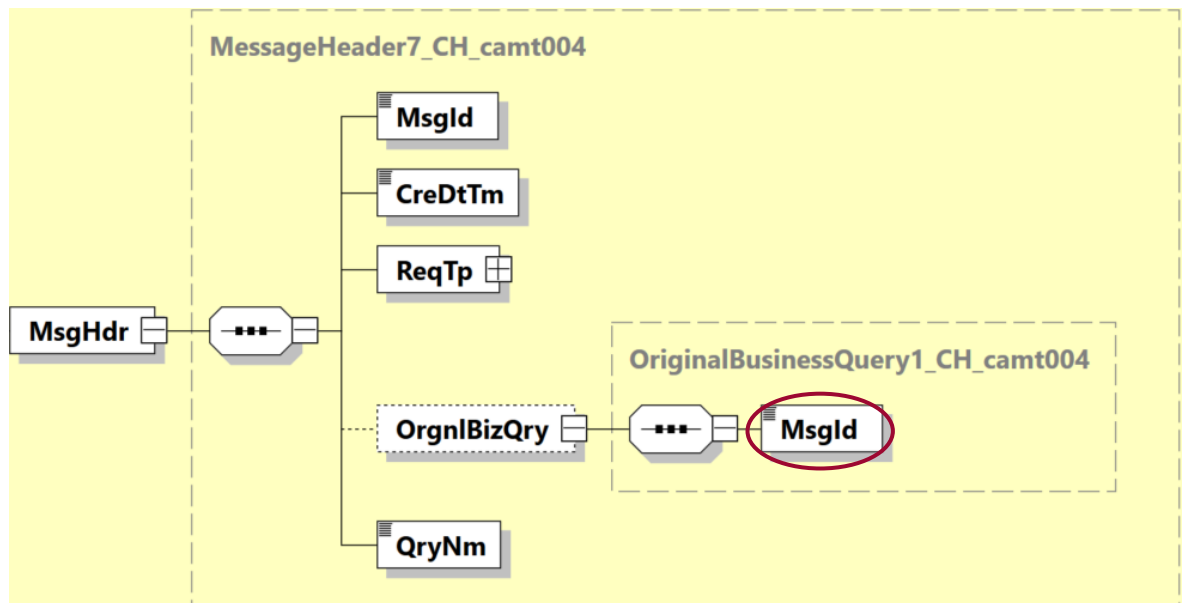 MessageHeader7_CH_camt004
MsgId
CreDtTm
ReqTp
MsgHdr
OriginalBusinessQuery1_CH_camt004
OrgnlBizQry
MsgId
QryNm